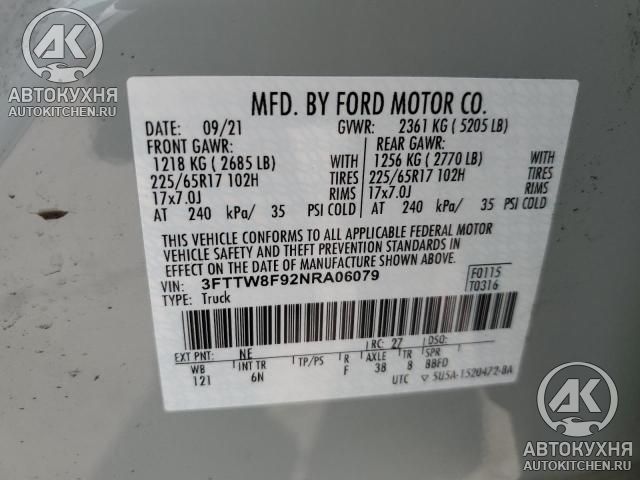 АВТОКУХНЯ
AUTOKITCHEN.RU
MFD. BY FORD MOTOR CO.
DATE: 09/21 GVWR: 2361 KG ( 5205 LB)
FRONT GAWR: REAR GAWR:
1218 KG ( 2685 LB) WITH 1256 KG ( 2770 LB) WITH
225/65R17 102H TIRES 225/65R17 102H TIRES
17x7.0J RIMS 17x7.0J RIMS
AT 240 kPa/ 35 PSI COLD AT 240 kPa/ 35 PSI COLD
THIS VEHICLE CONFORMS TO ALL APPLICABLE FEDERAL MOTOR
VEHICLE SAFETY AND THEFT PREVENTION STANDARDS IN
EFFECT ON THE DATE OF MANUFACTURE SHOWN ABOVE.
VIN: 3FTTW8F92NRA06079 F0115
TYPE: Truck T0316
EXT PNT: NE RC: 27 DSO:
WB INT TR TP/PS R AXLE TR SPR
121 6N F 38 8 BBFD
UTC ▽ 5U5A-1520472-BA
АВТОКУХНЯ
AUTOKITCHEN.RU